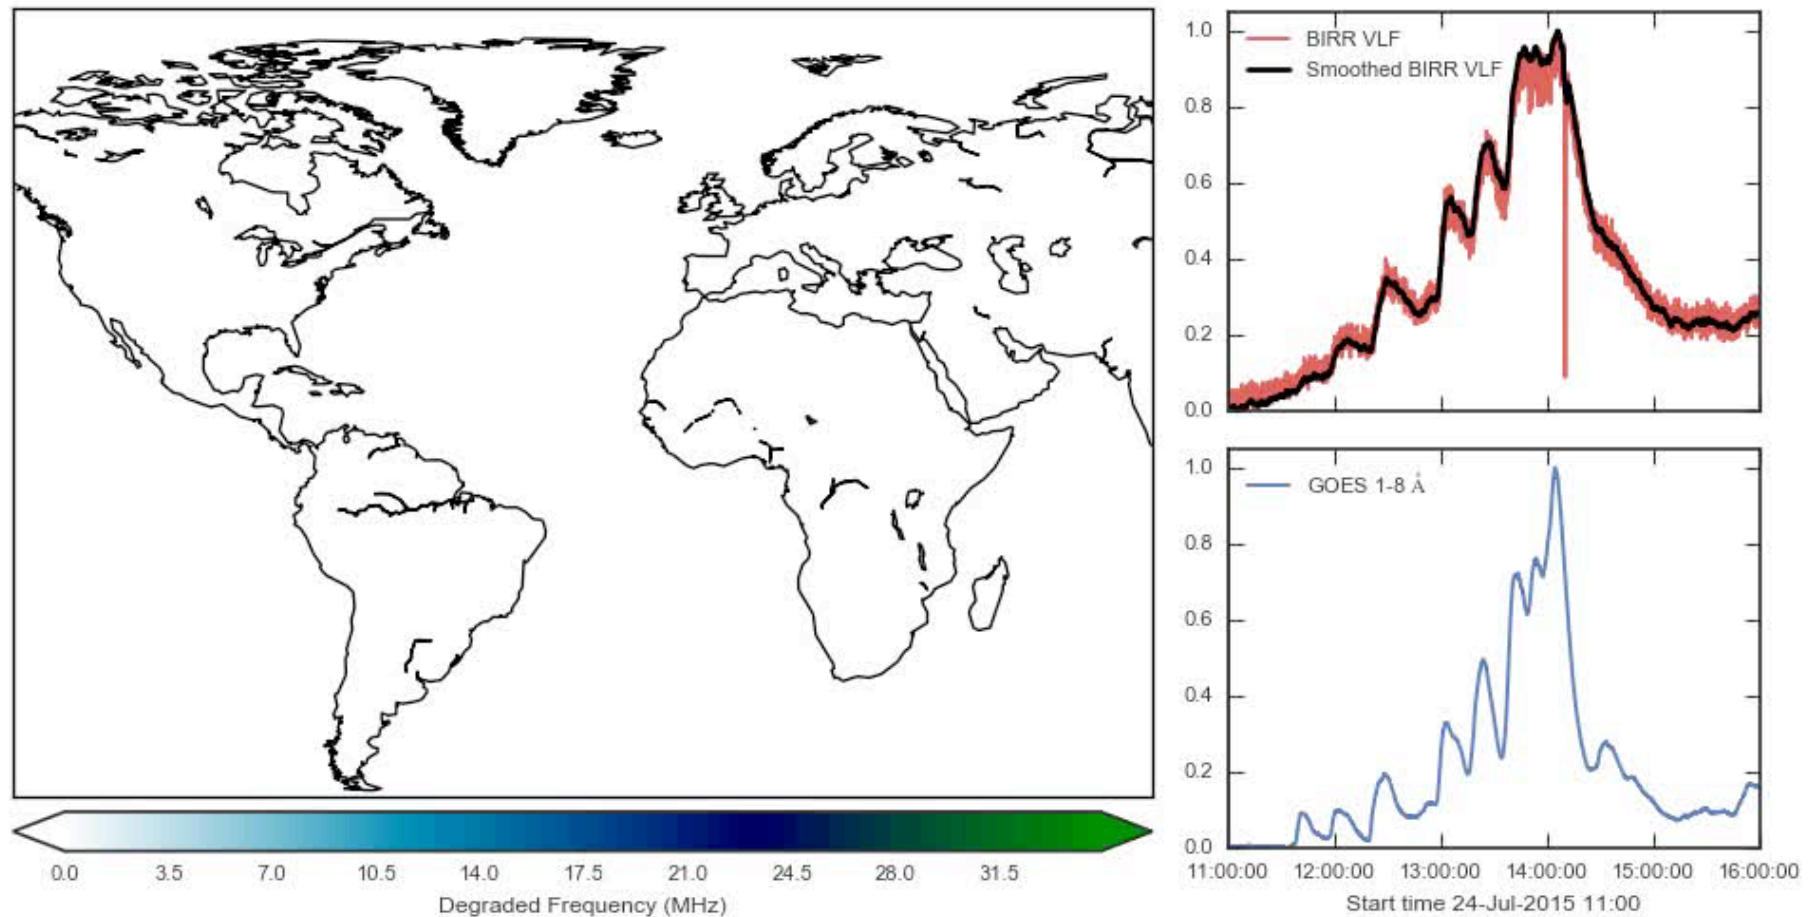 0.0 3.5 7.0 10.5 14.0 17.5 21.0 24.5 28.0 31.5
Degraded Frequency (MHz)
1.0
0.8
0.6
0.4
0.2
0.0
BIRR VLF
Smoothed BIRR VLF
1.0
0.8
0.6
0.4
0.2
0.0
GOES 1-8 Å
11:00:00 12:00:00 13:00:00 14:00:00 15:00:00 16:00:00
Start time 24-Jul-2015 11:00